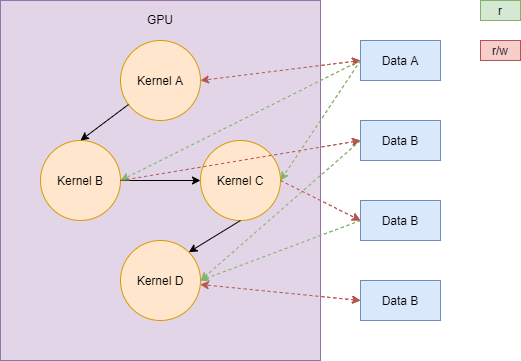 GPU
r
r/w
Kernel A
Data A
Data B
Kernel B
Kernel C
Data B
Kernel D
Data B